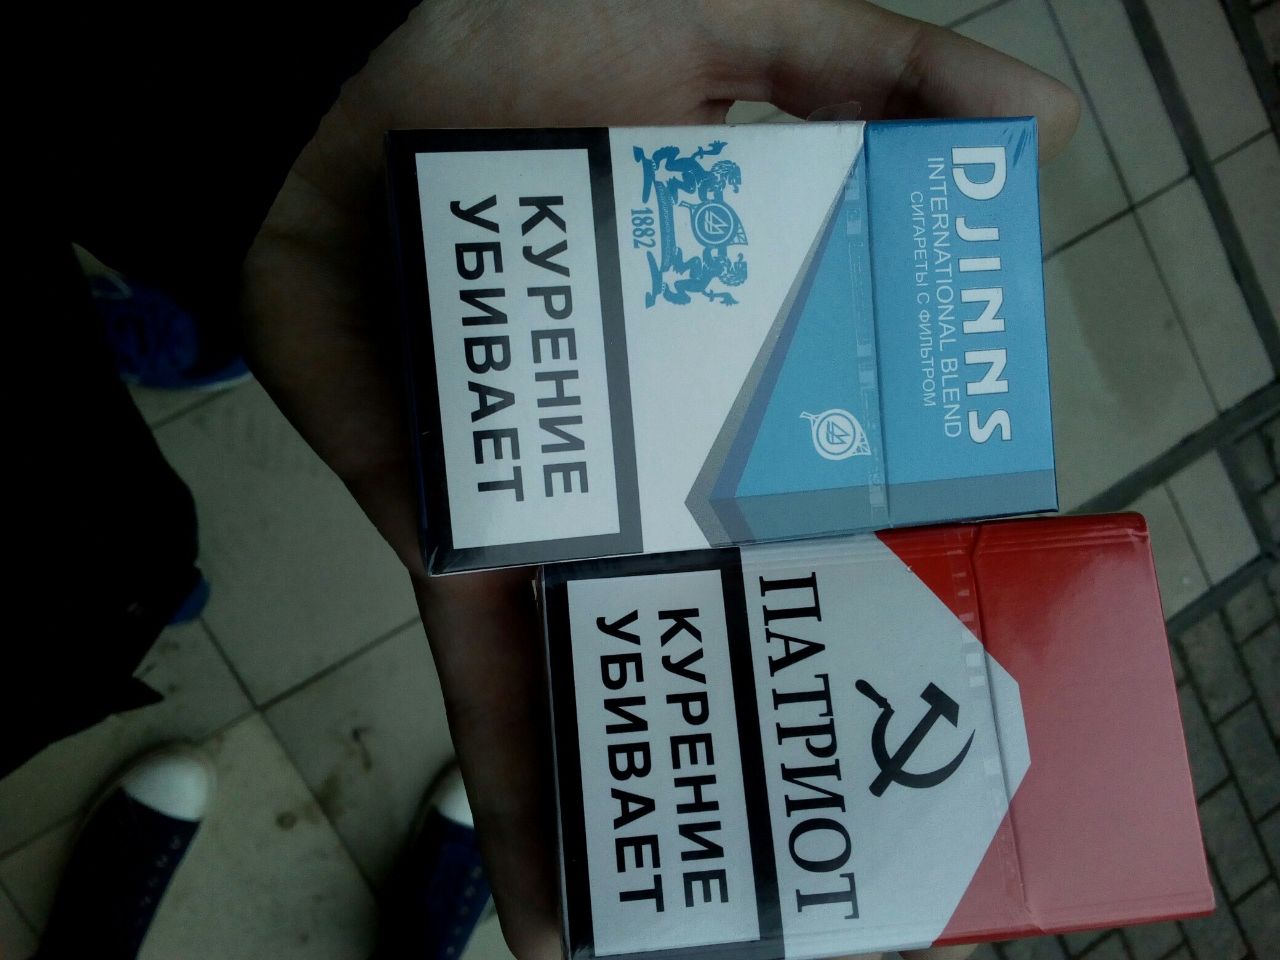 DJINNS
INTERNATIONAL BLEND
СИГАРЕТЫ С ФИЛЬТРОМ
1882
КУРЕНИЕ
УБИВАЕТ
ПАТРИОТ
КУРЕНИЕ
УБИВАЕТ